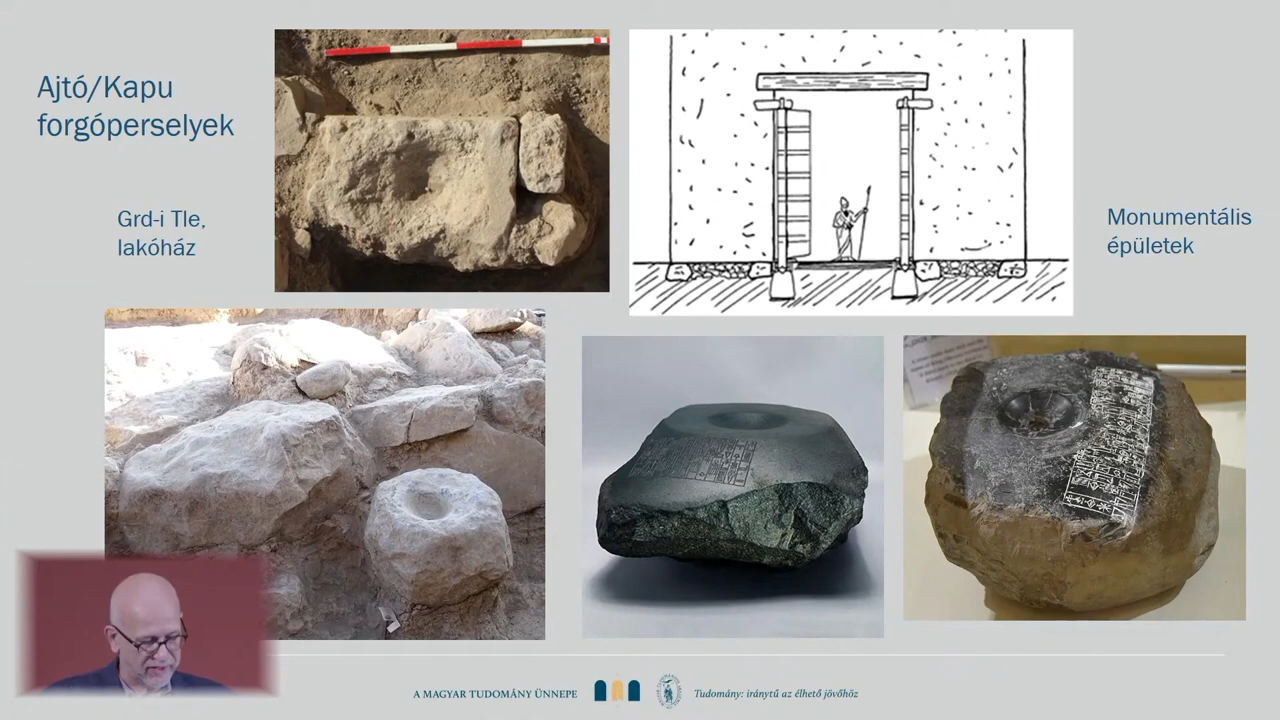 Ajtó/Kapu
forgóperselyek
Grd-i Tle,
lakóház
Monumentális
épületek
A MAGYAR TUDOMÁNY ÜNNEPE
Tudomány: iránytű az élhető jövőhöz